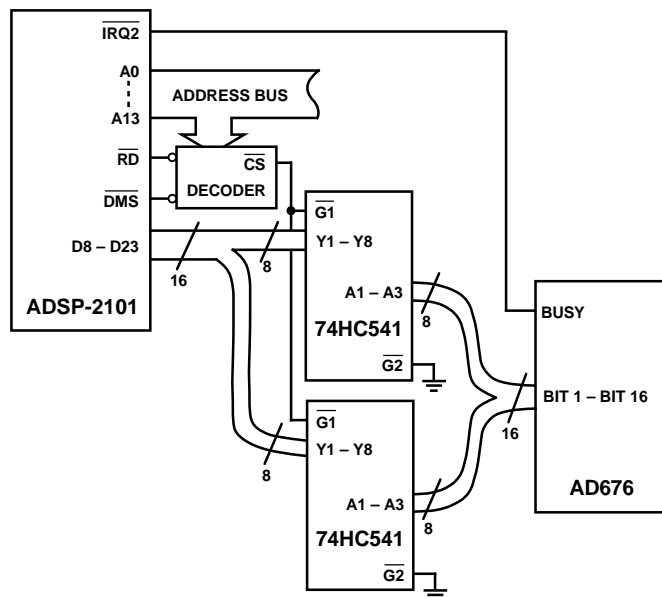 IRQ2
A0
A13
RD
DMS
D8 – D23
ADSP-2101
ADDRESS BUS
CS
DECODER
16
8
G1
Y1 – Y8
A1 – A3
8
74HC541
G2
8
G1
Y1 – Y8
A1 – A3
8
74HC541
G2
BUSY
BIT 1 – BIT 16
16
AD676